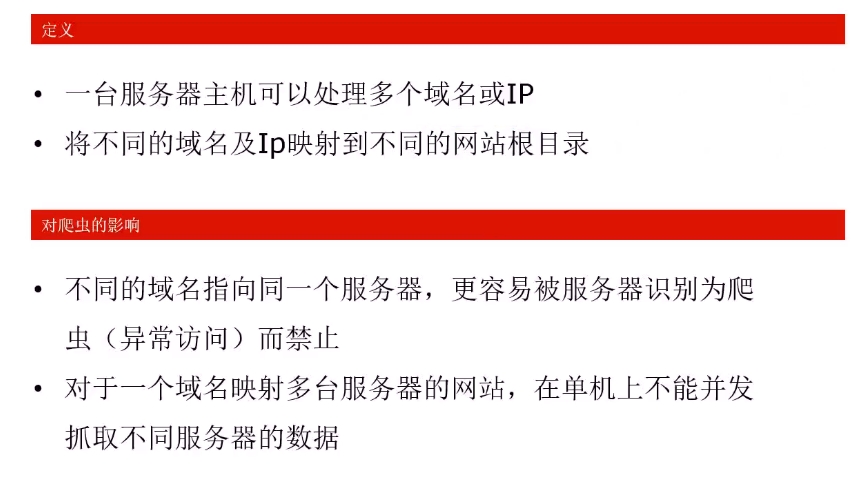 定义
• 一台服务器主机可以处理多个域名或IP
• 将不同的域名及Ip映射到不同的网站根目录
对爬虫的影响
• 不同的域名指向同一个服务器，更容易被服务器识别为爬
虫（异常访问）而禁止
• 对于一个域名映射多台服务器的网站，在单机上不能并发
抓取不同服务器的数据